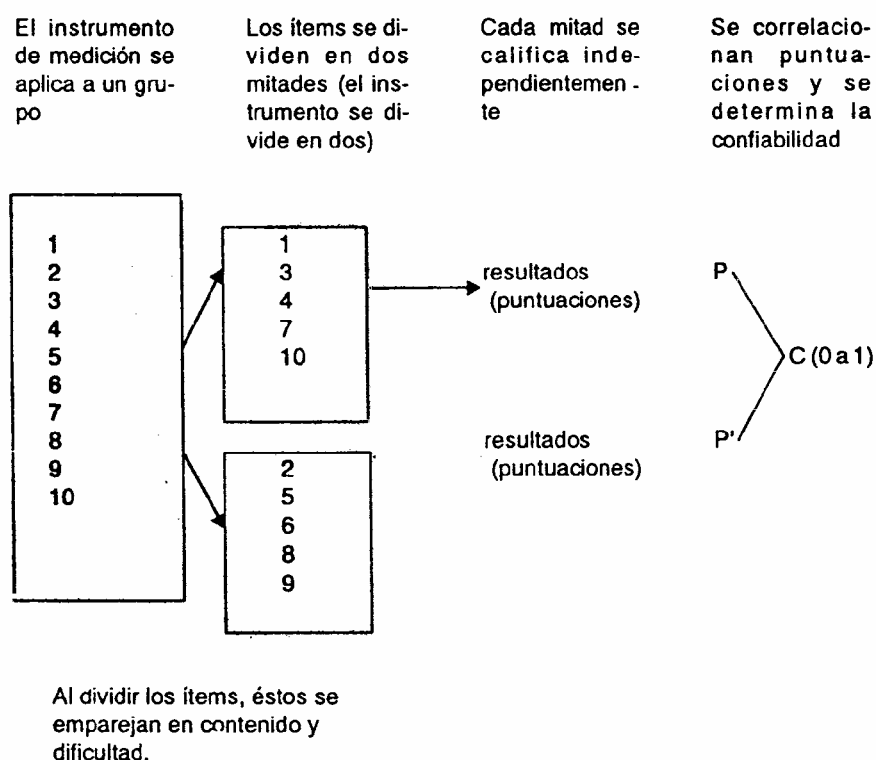 El instrumento
de medición se
aplica a un gru-
po
Los ítems se di-
viden en dos
mitades (el ins-
trumento se di-
vide en dos)
Cada mitad se
califica inde-
pendientemen -
te
Se correlacio-
nan puntua-
ciones y se
determina la
confiabilidad
1
2
3
4
5
6
7
8
9
10
1
3
4
7
10
resultados
(puntuaciones)
P
C (0 a 1)
2
5
6
8
9
resultados
(puntuaciones)
P'
Al dividir los ítems, éstos se
emparejan en contenido y
dificultad.